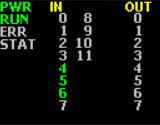 PWR IN OUT
RUN 0 8 0
ERR 1 9 1
STAT 2 10 2
3 11 3
4 4
5 5
6 6
7 7